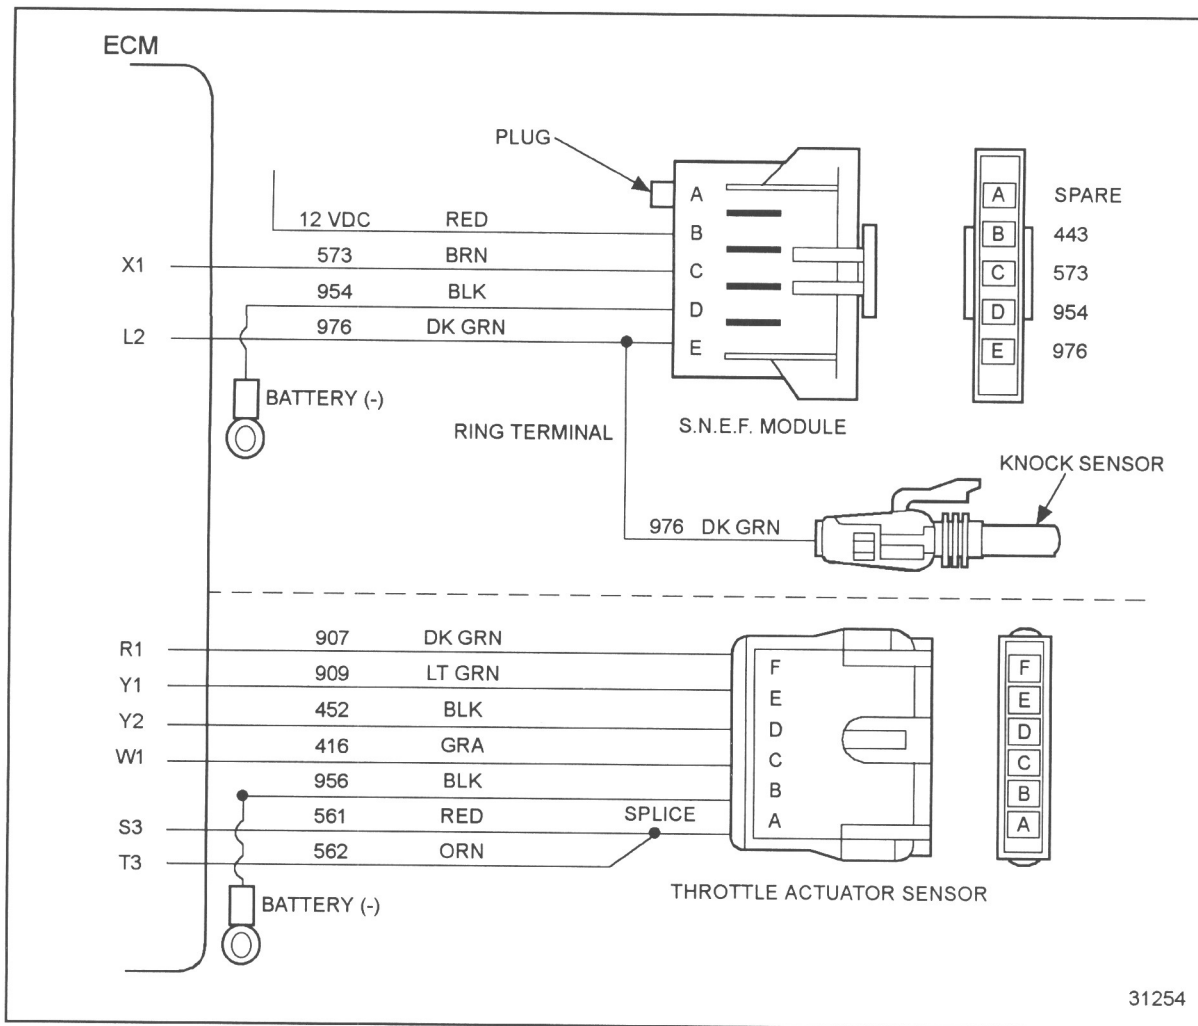 ECM
PLUG
A
12 VDC RED
B
X1 573 BRN
C
954 BLK
D
L2 976 DK GRN
E
A SPARE
B 443
C 573
D 954
E 976
BATTERY (-)
RING TERMINAL
S.N.E.F. MODULE
KNOCK SENSOR
976 DK GRN
R1 907 DK GRN
F
Y1 909 LT GRN
E
Y2 452 BLK
D
W1 416 GRA
C
956 BLK
B
S3 561 RED
SPLICE
A
T3 562 ORN
F
E
D
C
B
A
THROTTLE ACTUATOR SENSOR
BATTERY (-)
31254